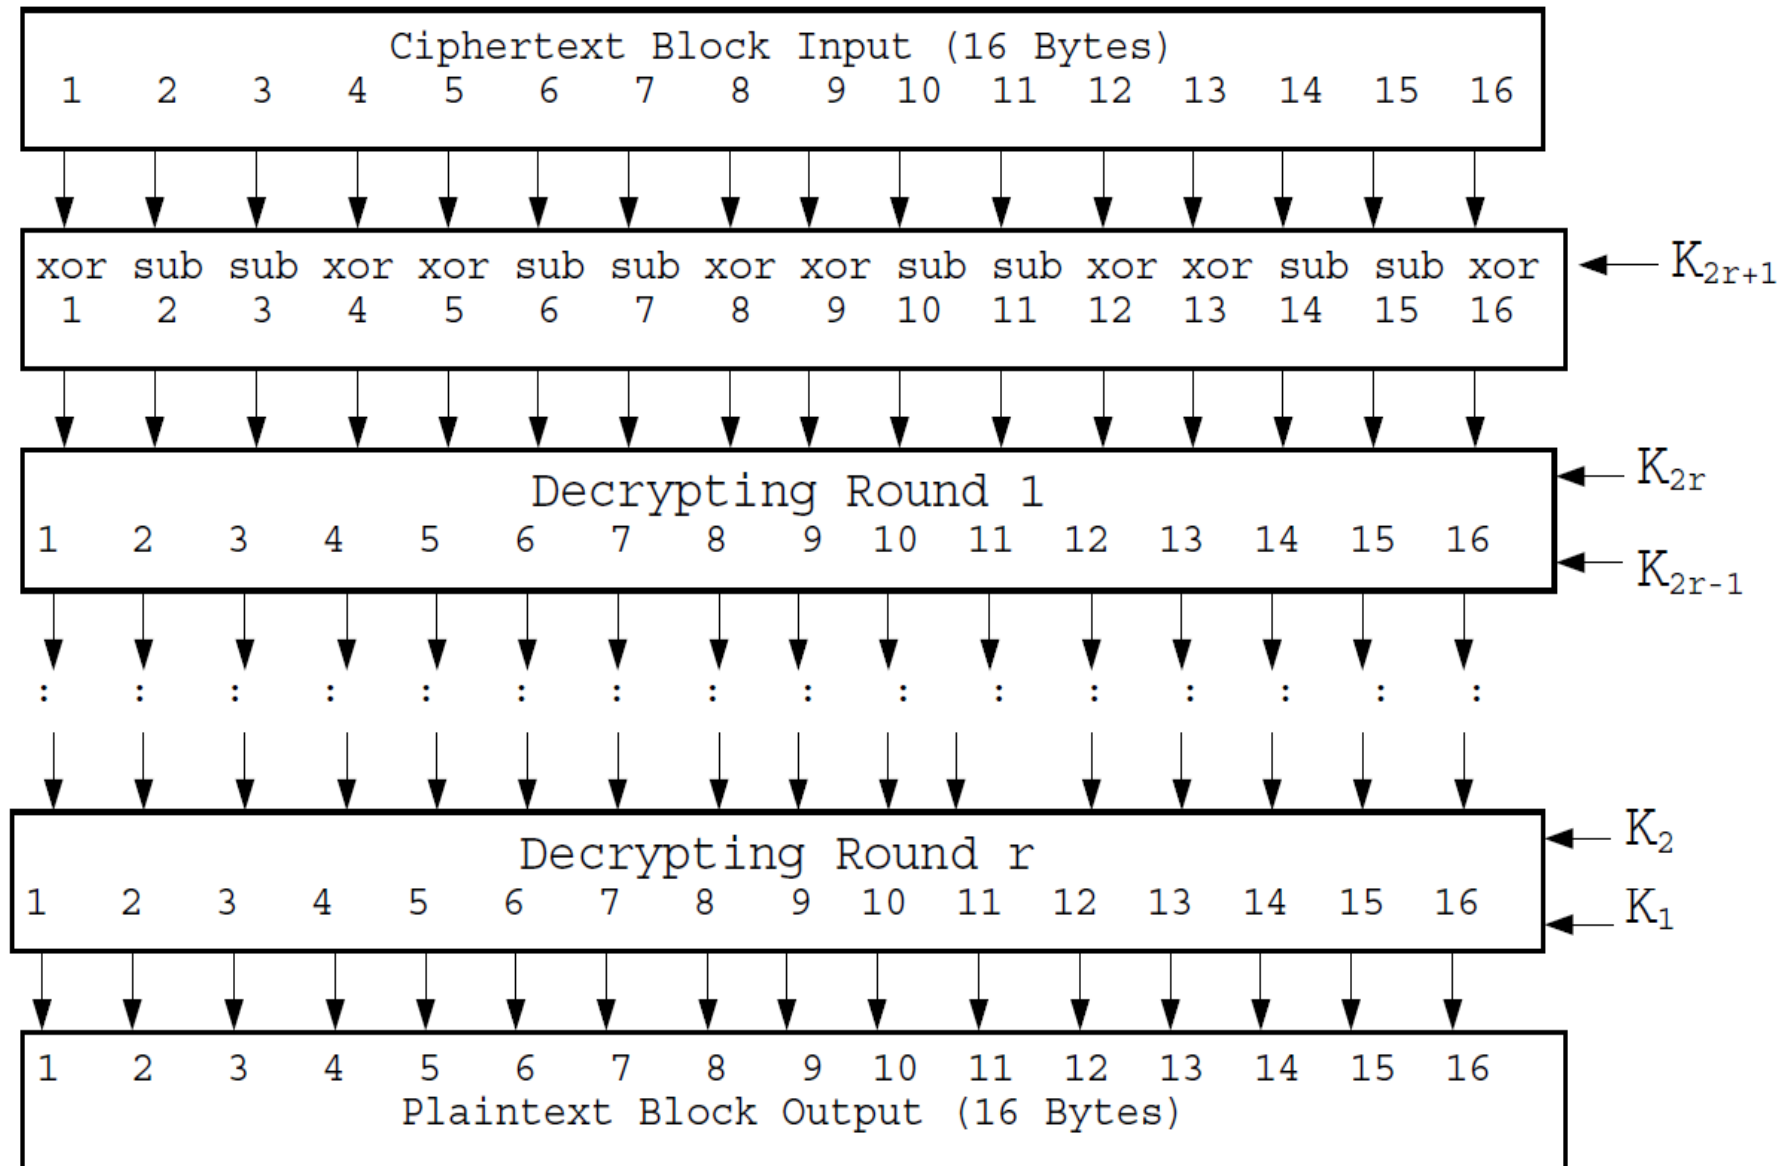 Ciphertext Block Input (16 Bytes)
1 2 3 4 5 6 7 8 9 10 11 12 13 14 15 16
xor sub sub xor xor sub sub xor xor sub sub xor xor sub sub xor
K2r+1
1 2 3 4 5 6 7 8 9 10 11 12 13 14 15 16
Decrypting Round 1
K2r
1 2 3 4 5 6 7 8 9 10 11 12 13 14 15 16
K2r-1
: : : : : : : : : : : : : : : :
Decrypting Round r
K2
1 2 3 4 5 6 7 8 9 10 11 12 13 14 15 16
K1
1 2 3 4 5 6 7 8 9 10 11 12 13 14 15 16
Plaintext Block Output (16 Bytes)